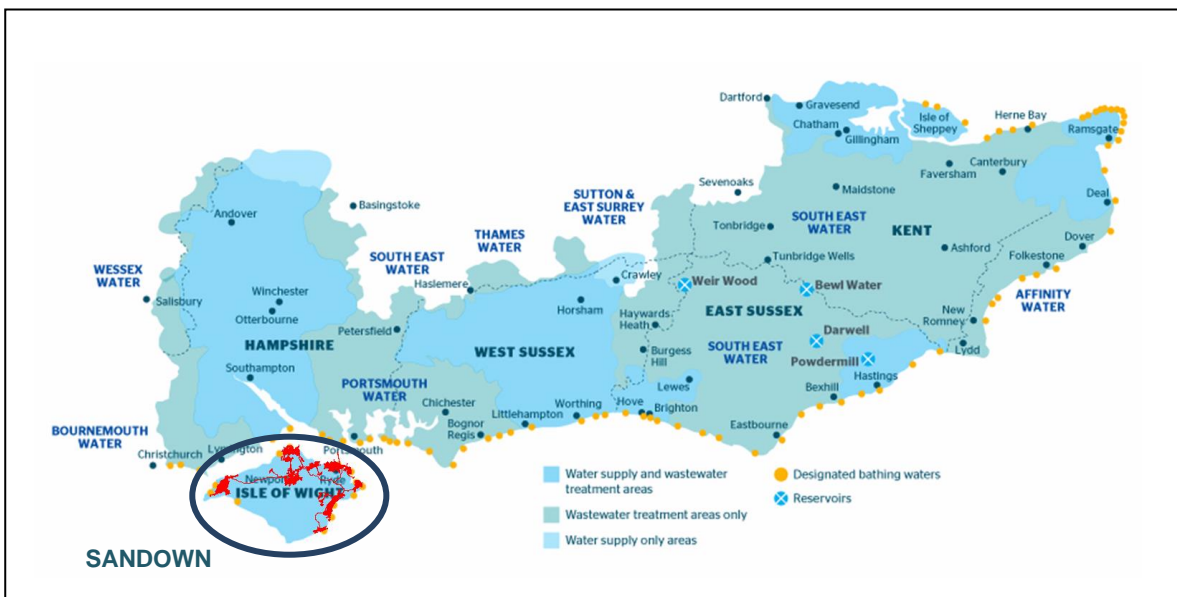 Dartford
Gravesend
Chatham
Gillingham
Isle of
Sheppey
Herne Bay
Ramsgate
Sevenoaks
Maidstone
Faversham
Canterbury
Deal
Andover
Basingstoke
SUTTON &
EAST SURREY
WATER
Tonbridge
SOUTH EAST
WATER
KENT
THAMES
WATER
Ashford
Dover
SOUTH EAST
WATER
Tunbridge Wells
Folkestone
WESSEX
WATER
Haslemere
Crawley
Weir Wood
Bewl Water
AFFINITY
WATER
Salisbury
Winchester
Otterbourne
Horsham
Haywards
Heath
EAST SUSSEX
New
Romney
Petersfield
Darwell
HAMPSHIRE
WEST SUSSEX
Burgess
Hill
SOUTH EAST
WATER
Powdermill
Lydd
Southampton
Lewes
Hastings
PORTSMOUTH
WATER
Chichester
Worthing
Hove
Brighton
Bexhill
Littlehampton
Bognor
Regis
Eastbourne
BOURNEMOUTH
WATER
Lymington
Portsmouth
Christchurch
Ryde
ISLE OF WIGHT
SANDOWN
Water supply and wastewater
treatment areas
Wastewater treatment areas only
Water supply only areas
Designated bathing waters
Reservoirs